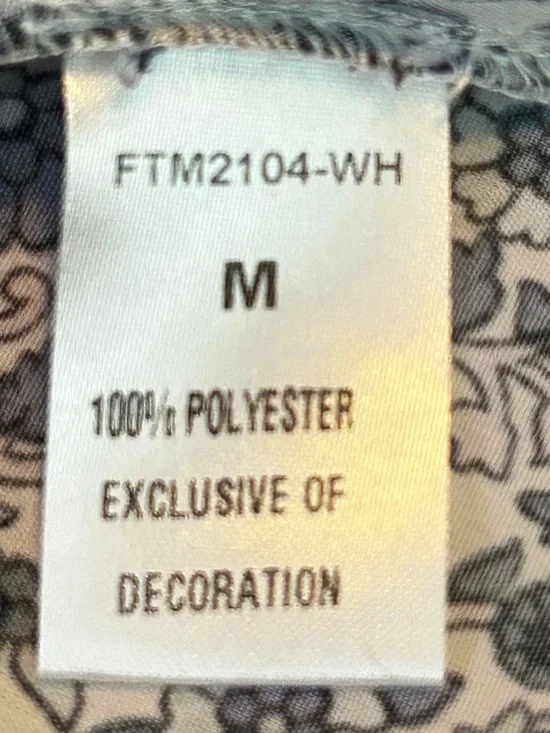 FTM2104-WH
M
100% POLYESTER
EXCLUSIVE OF
DECORATION